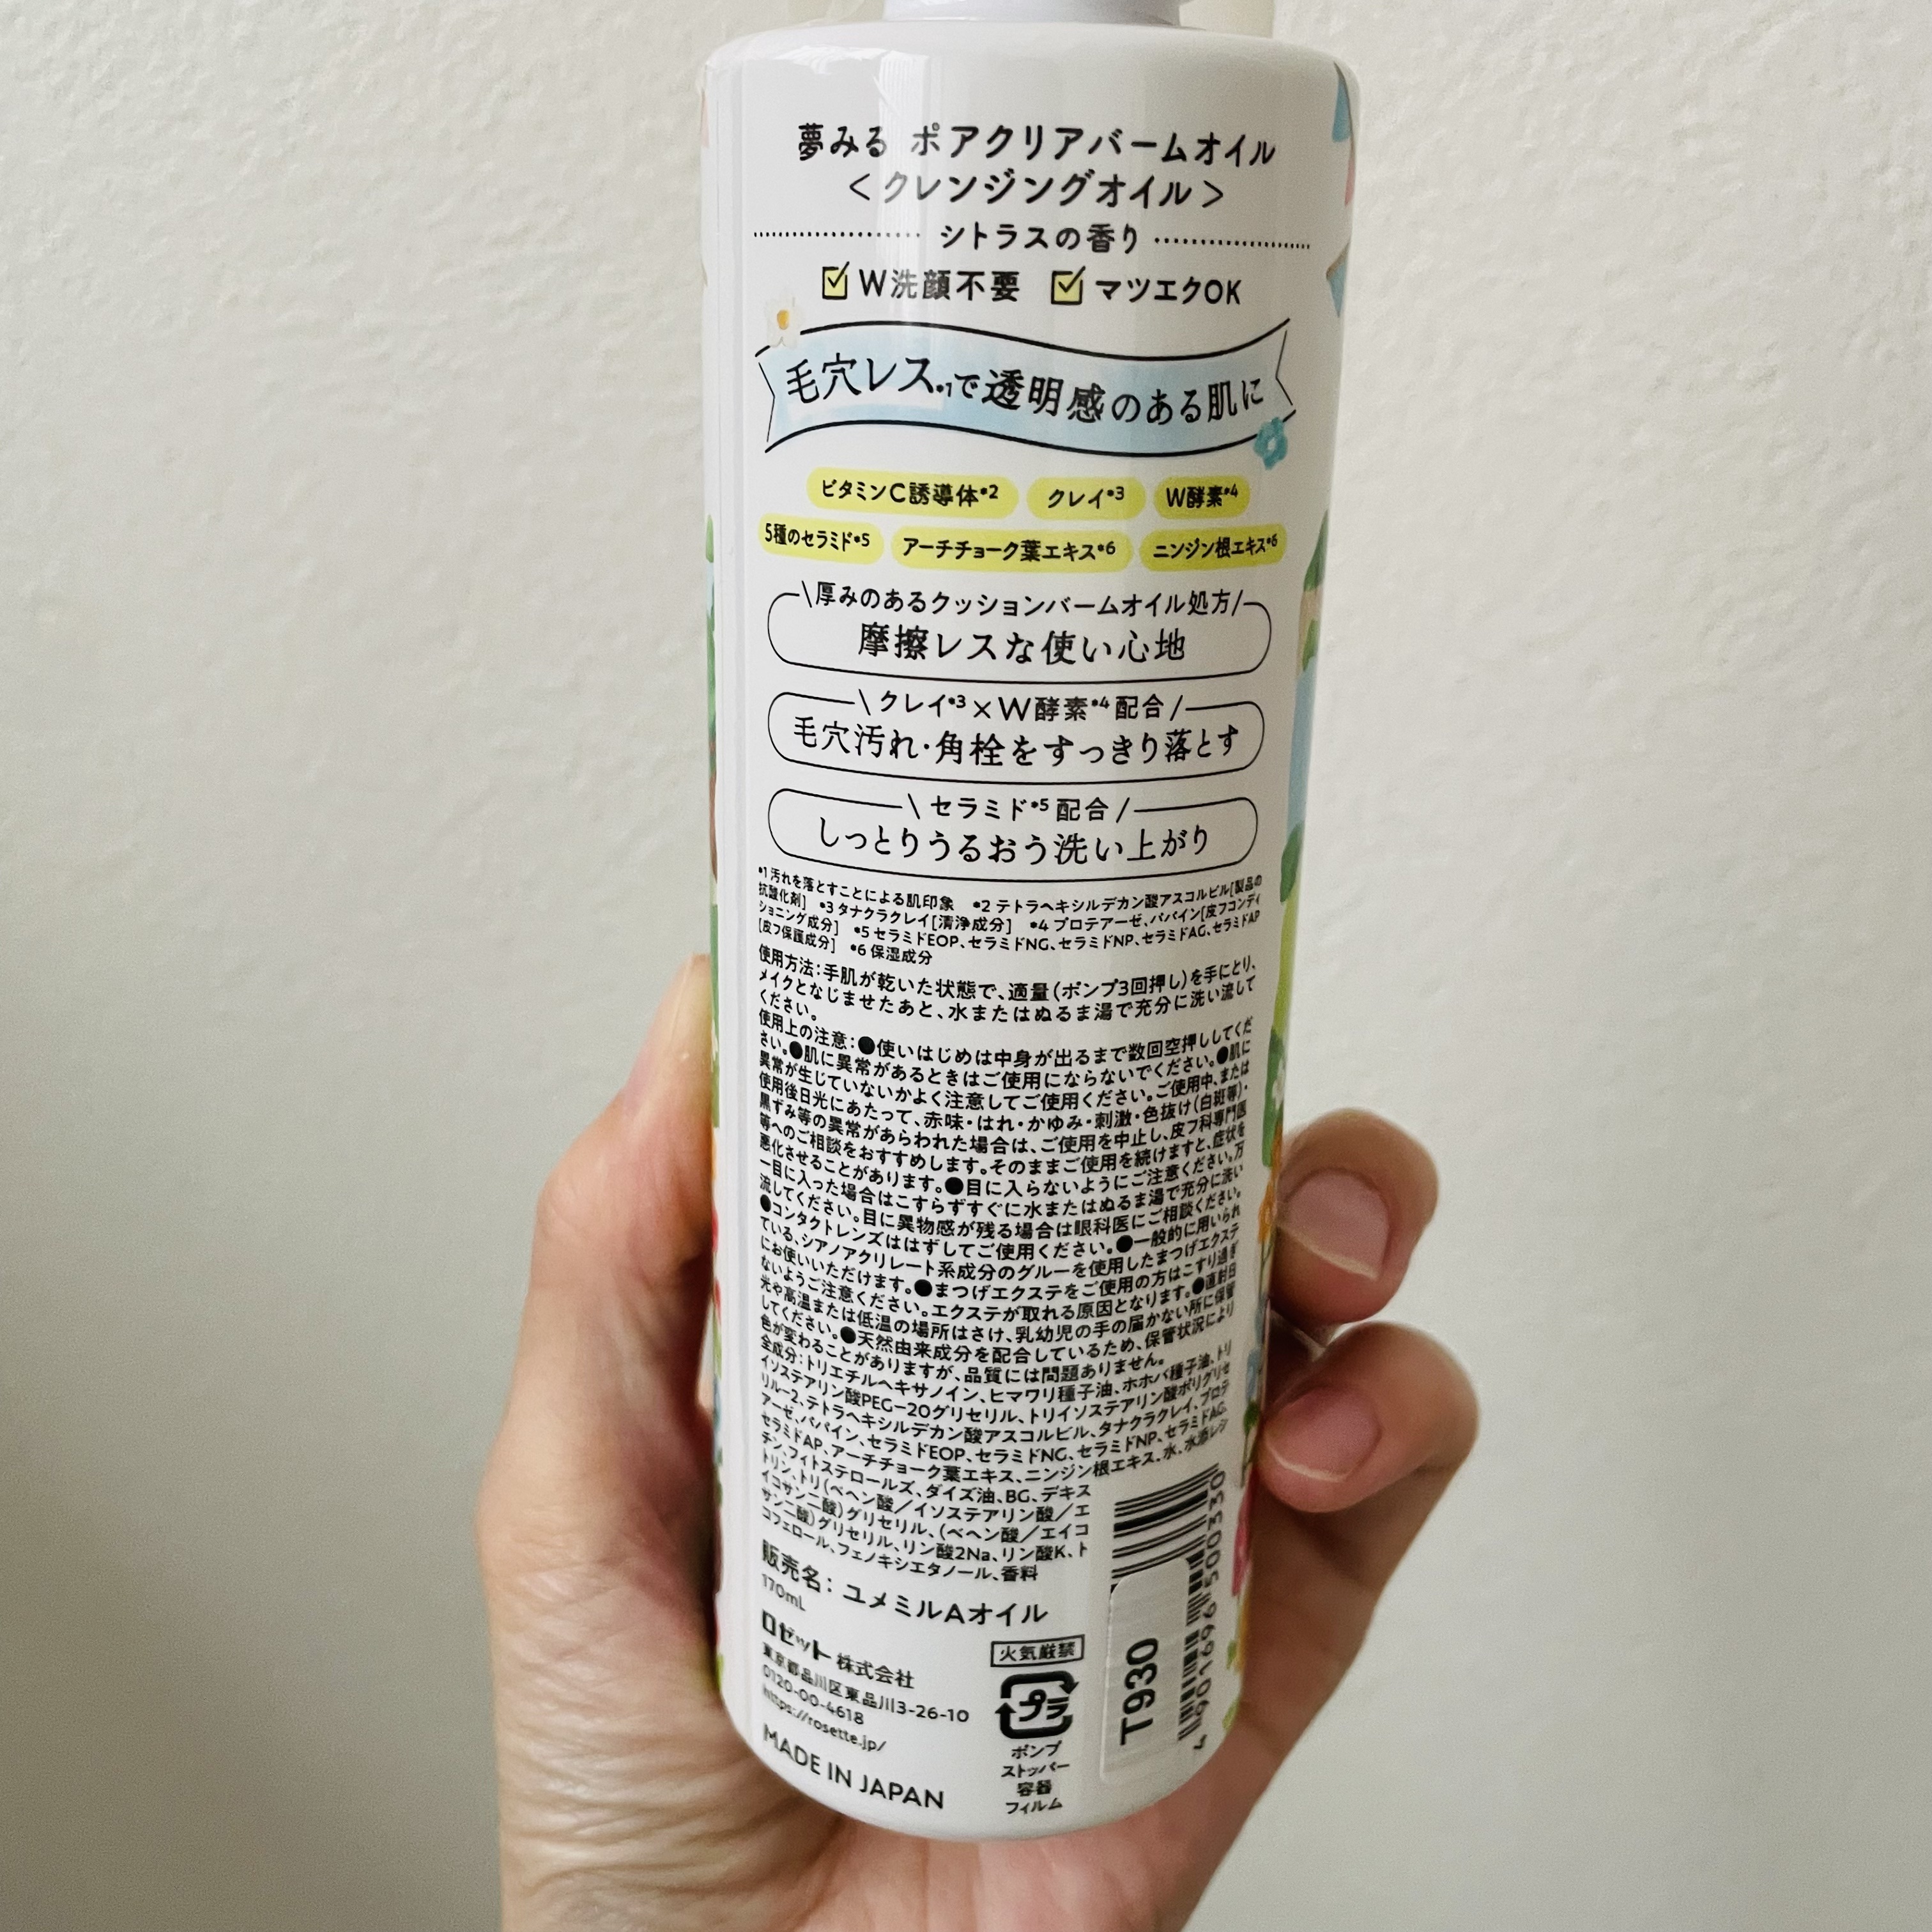 夢みる ポアクリアバームオイル
＜クレンジングオイル＞
シトラスの香り
W洗顔不要 マツエクOK
毛穴レス*1で透明感のある肌に
ビタミンC誘導体*2 クレイ*3 W酵素*4
5種のセラミド*5 アーチチョーク葉エキス*6 ニンジン根エキス*6
\厚みのあるクッションバームオイル処方/
摩擦レスな使い心地
\クレイ*3×W酵素*4配合/
毛穴汚れ・角栓をすっきり落とす
\セラミド*5配合/
しっとりうるおう洗い上がり
*1 汚れを落とすことによる肌印象 *2 テトラヘキシルデカン酸アスコルビル[製品の
抗酸化剤] *3 タナクラクレイ[清浄成分] *4 プロテアーゼ、パパイン[皮フコンディ
ショニング成分] *5 セラミドEOP、セラミドNG、セラミドNP、セラミドAG、セラミドAP
[皮フ保護成分] *6 保湿成分
使用方法：手肌が乾いた状態で、適量(ポンプ3回押し)を手にとり、
メイクとなじませたあと、水またはぬるま湯で充分に洗い流して
ください。
使用上の注意：●使いはじめは中身が出るまで数回空押ししてくだ
さい。●肌に異常があるときはご使用にならないでください。●肌に
異常が生じていないかよく注意してご使用ください。ご使用中、または
使用後日光にあたって、赤味・はれ・かゆみ・刺激・色抜け(白斑等)・
黒ずみ等の異常があらわれた場合は、ご使用を中止し、皮フ科専門医
等へのご相談をおすすめします。そのままご使用を続けますと、症状を
悪化させることがあります。●目に入らないようにご注意ください。万
一目に入った場合はこすらずすぐに水またはぬるま湯で充分に洗い
流してください。目に異物感が残る場合は眼科医にご相談ください。
●コンタクトレンズははずしてご使用ください。●一般的に用いられ
ている、シアノアクリレート系成分のグルーを使用したまつげエクステ
にお使いいただけます。●まつげエクステをご使用の方はこすり過ぎ
ないようご注意ください。エクステが取れる原因となります。●直射日
光や高温または低温の場所はさけ、乳幼児の手の届かない所に保管
してください。●天然由来成分を配合しているため、保管状況により
色が変わることがありますが、品質には問題ありません。
全成分：トリエチルヘキサノイン、ヒマワリ種子油、ホホバ種子油、トリ
イソステアリン酸PEG-20グリセリル、トリイソステアリン酸ポリグリセ
リル-2、テトラヘキシルデカン酸アスコルビル、タナクラクレイ、プロテ
アーゼ、パパイン、セラミドEOP、セラミドNG、セラミドNP、セラミドAG、
セラミドAP、アーチチョーク葉エキス、ニンジン根エキス、水、水添レシ
チン、フィトステロールズ、ダイズ油、BG、デキス
トリン、トリ(ベヘン酸／イソステアリン酸／エ
イコサン二酸)グリセリル、(ベヘン酸／エイコ
サン二酸)グリセリル、リン酸2Na、リン酸K、ト
コフェロール、フェノキシエタノール、香料
販売名：ユメミルAオイル
170mL
ロゼット株式会社
東京都品川区東品川3-26-10
0120-00-4618
https://rosette.jp/
MADE IN JAPAN
火気厳禁
プラ
ポンプ
ストッパー
容器
フィルム
T930
4901696500330